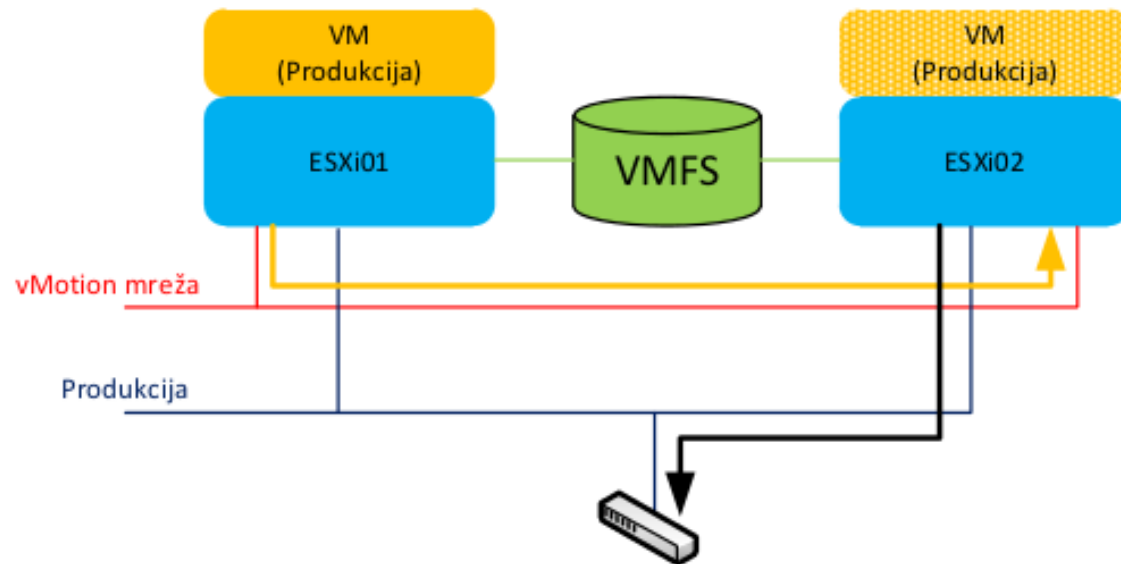 VM
(Produkcija)
VM
(Produkcija)
ESXi01
VMFS
ESXi02
vMotion mreža
Produkcija